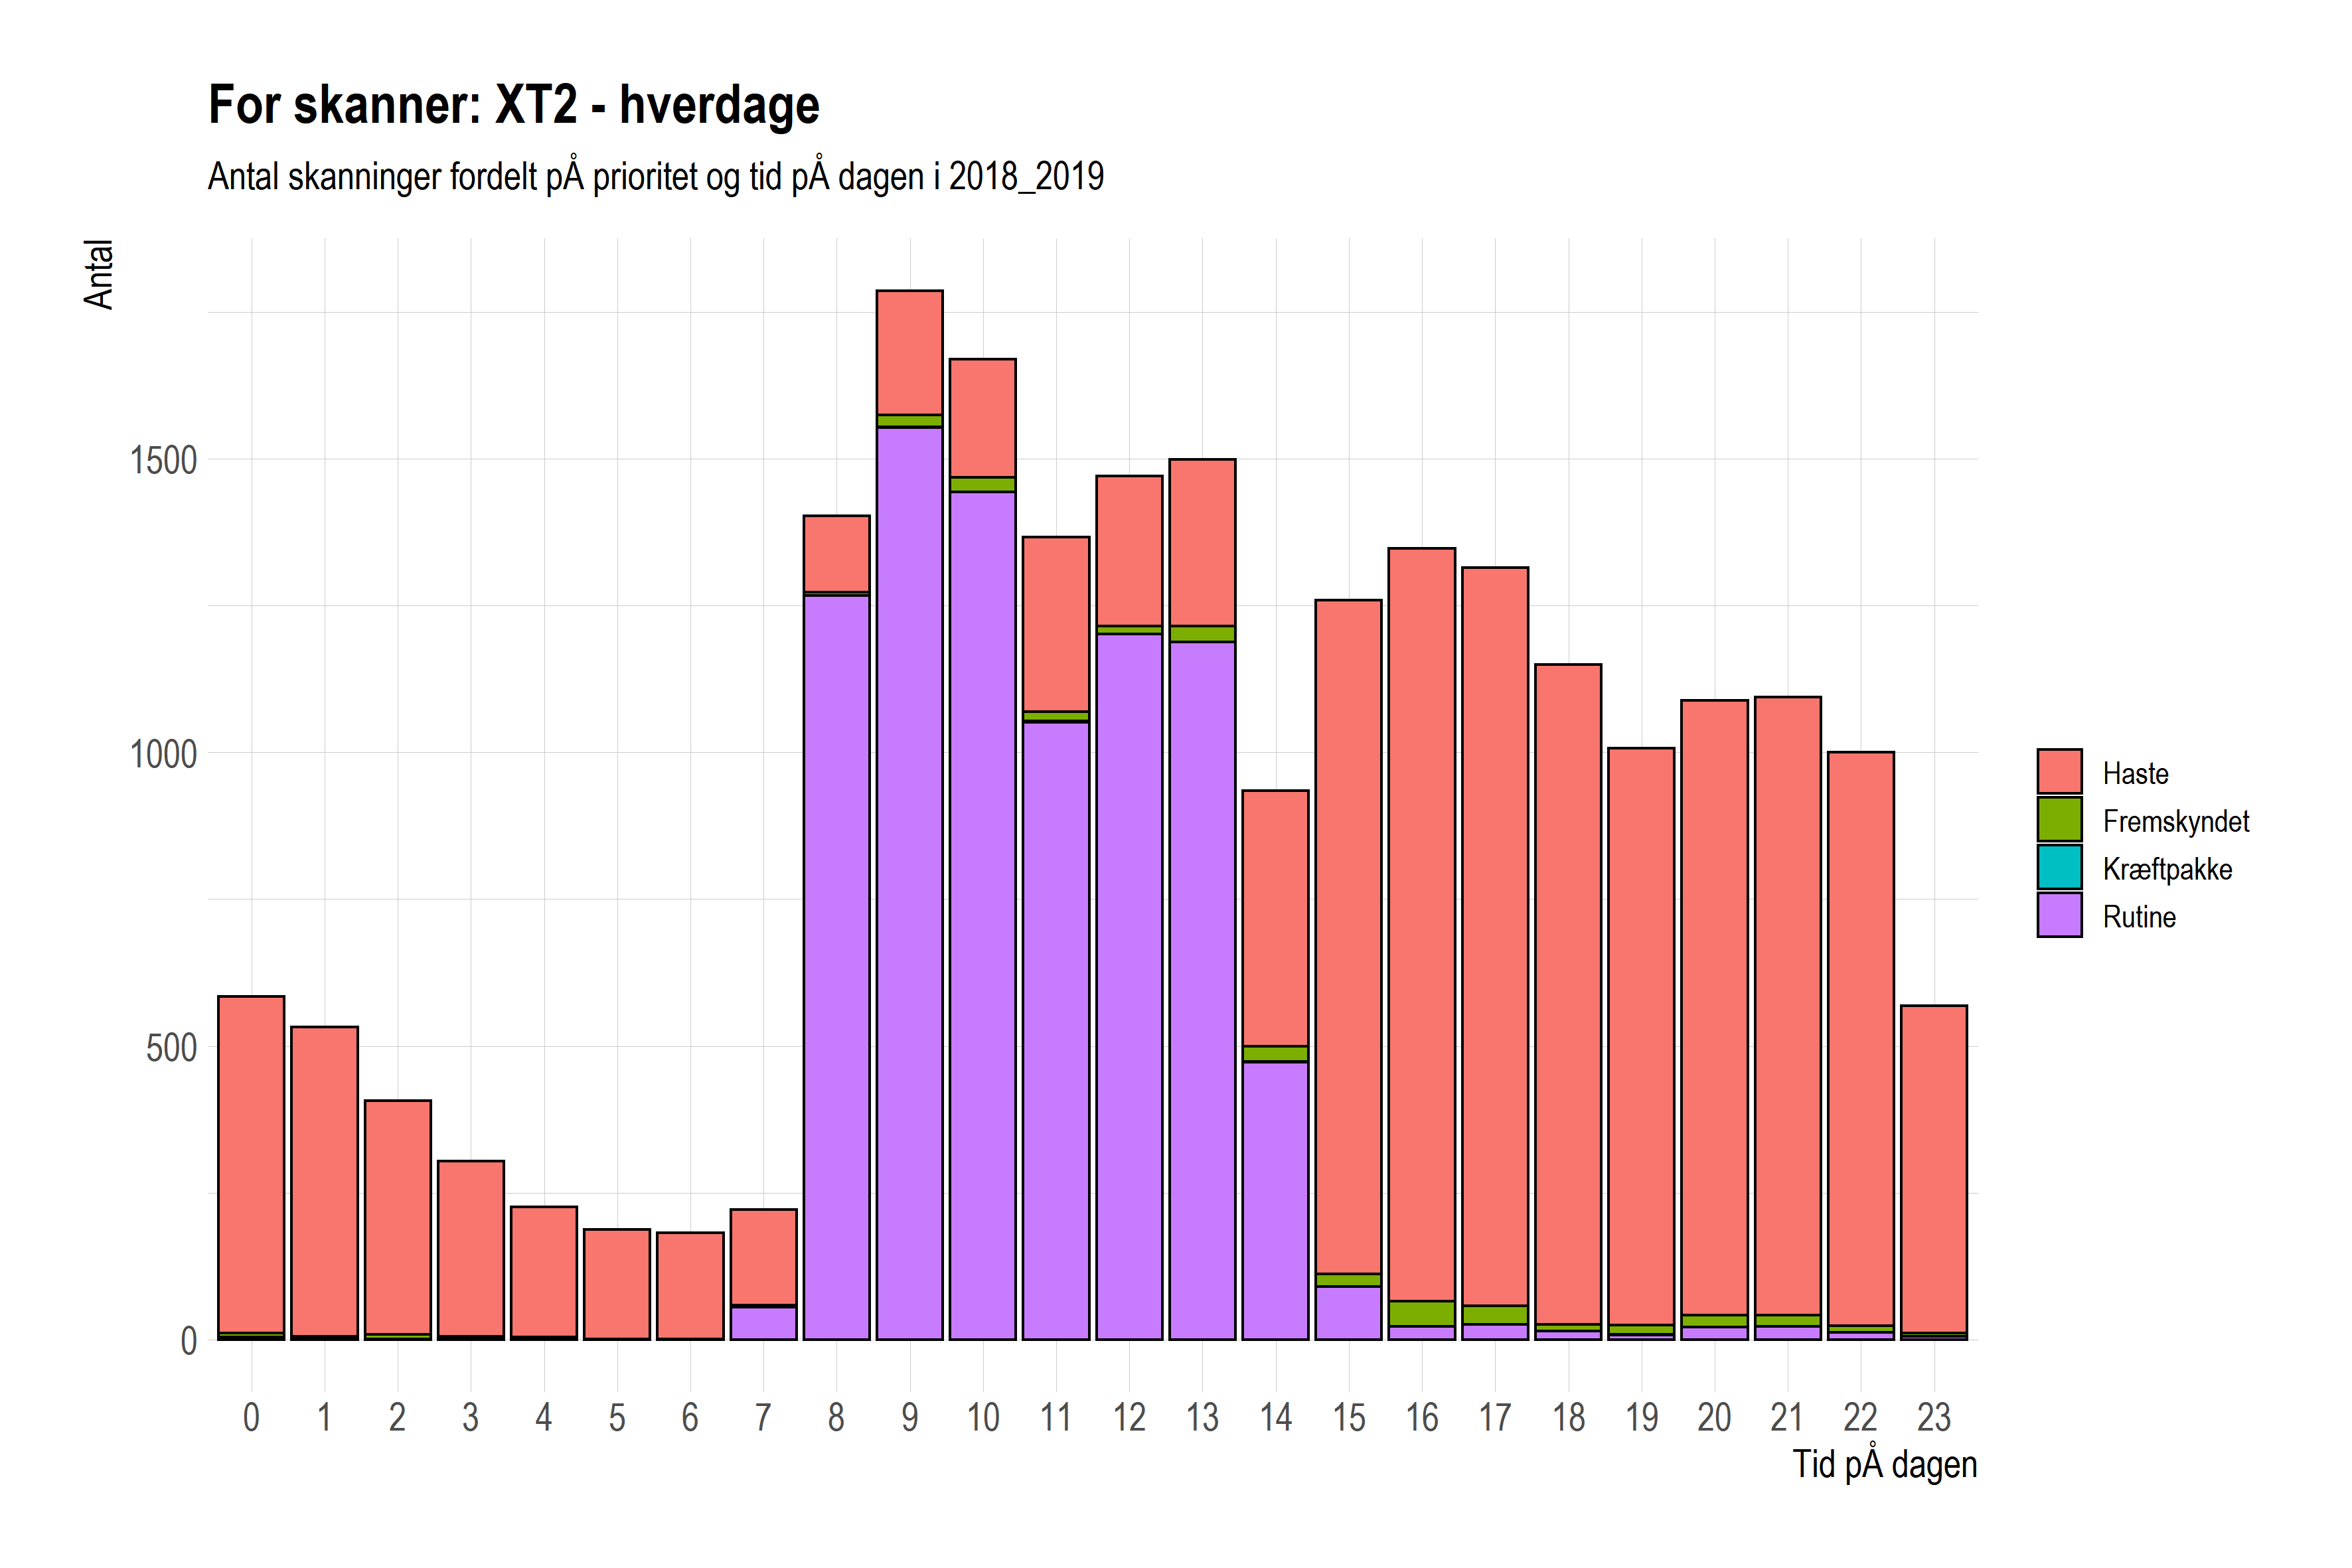 For skanner: XT2 - hverdage
Antal skanninger fordelt pÅ prioritet og tid pÅ dagen i 2018_2019
Antal
1500
1000
500
0
0 1 2 3 4 5 6 7 8 9 10 11 12 13 14 15 16 17 18 19 20 21 22 23
Tid pÅ dagen
Haste
Fremskyndet
Kræftpakke
Rutine